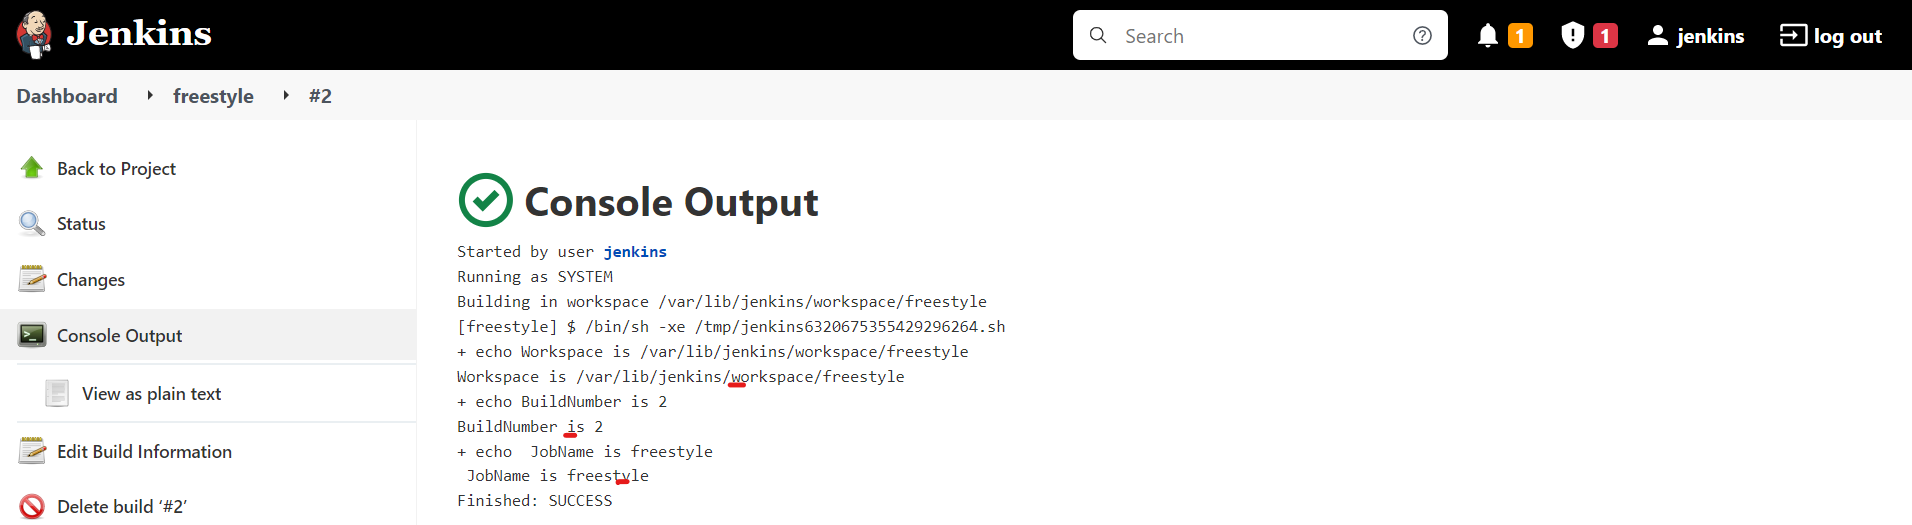 Jenkins
Search
1
1
jenkins
log out
Dashboard
freestyle
#2
Back to Project
Status
Changes
Console Output
View as plain text
Edit Build Information
Delete build ‘#2’
Console Output
Started by user jenkins
Running as SYSTEM
Building in workspace /var/lib/jenkins/workspace/freestyle
[freestyle] $ /bin/sh -xe /tmp/jenkins6320675355429296264.sh
+ echo Workspace is /var/lib/jenkins/workspace/freestyle
Workspace is /var/lib/jenkins/workspace/freestyle
+ echo BuildNumber is 2
BuildNumber is 2
+ echo  JobName is freestyle
 JobName is freestyle
Finished: SUCCESS